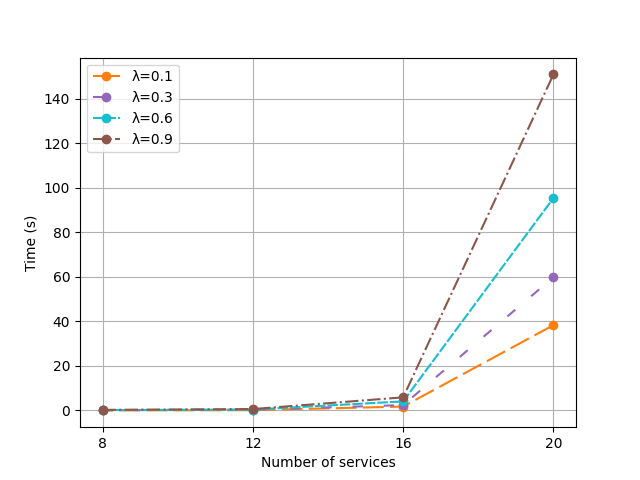 λ=0.1
λ=0.3
λ=0.6
λ=0.9
Time (s)
140
120
100
80
60
40
20
0
8 12 16 20
Number of services